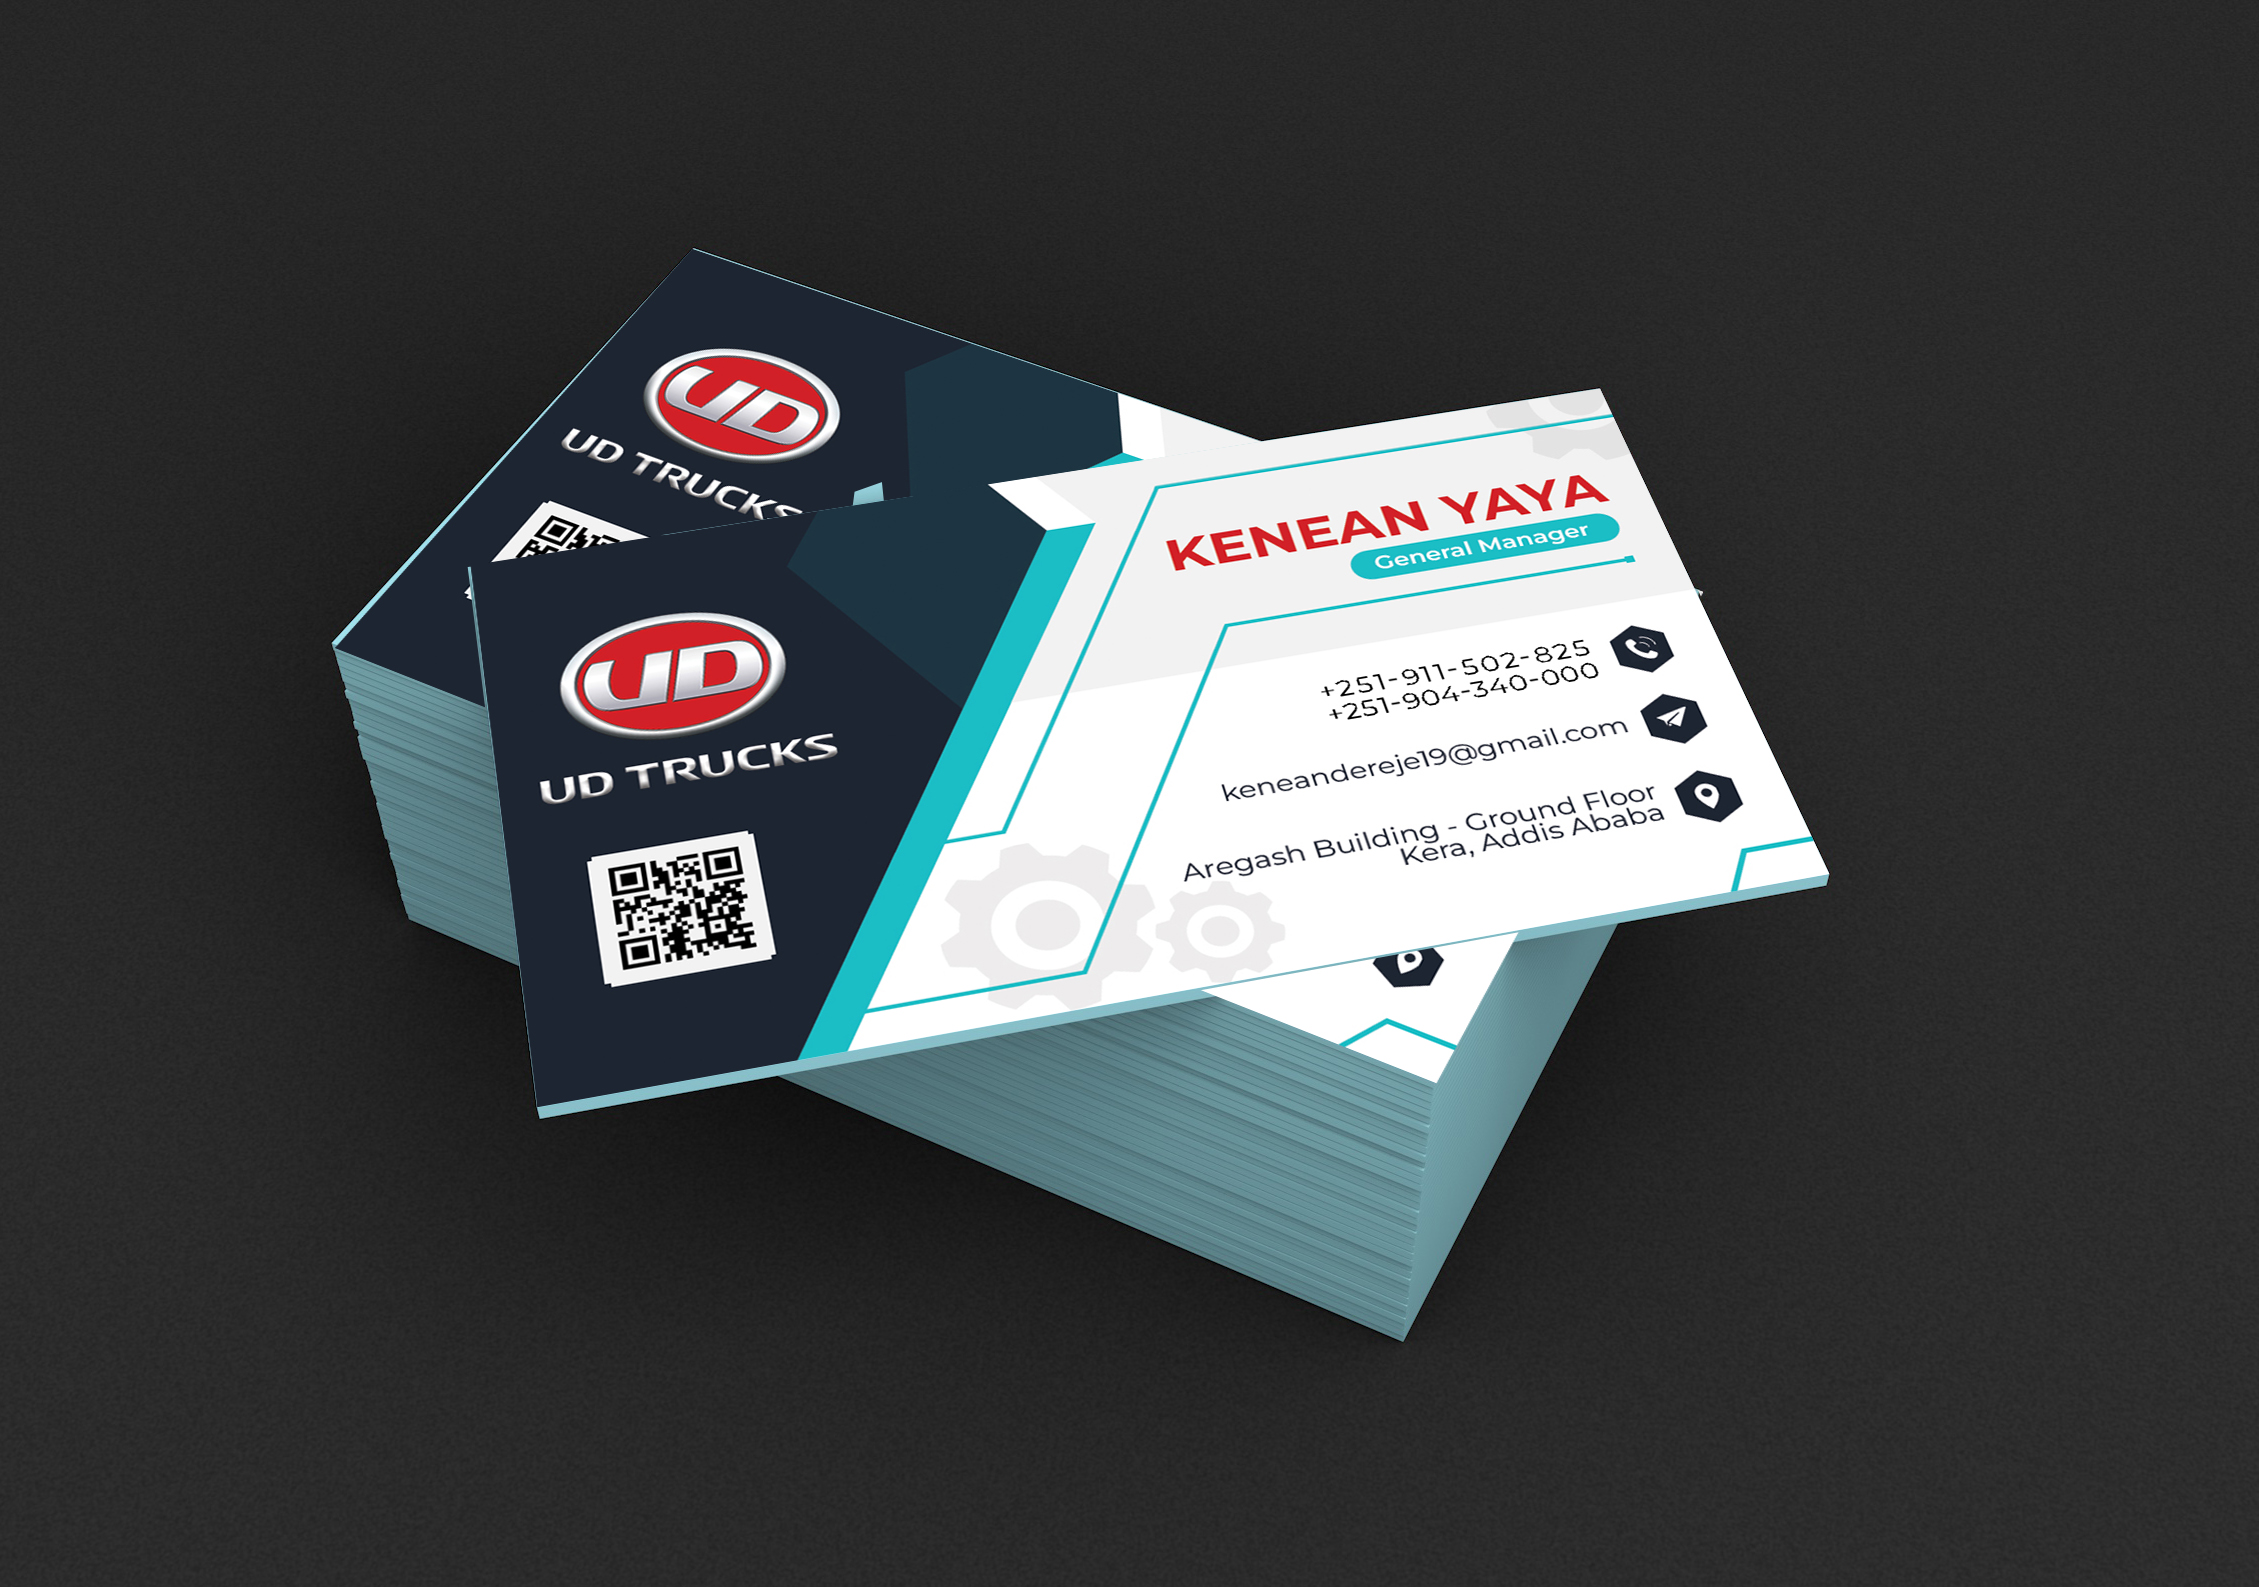 UD
UD TRUCKS
UD
UD TRUCKS
KENEAN YAYA
General Manager
+251-911-502-825
+251-904-340-000
keneandereje19@gmail.com
Aregash Building - Ground Floor
Kera, Addis Ababa